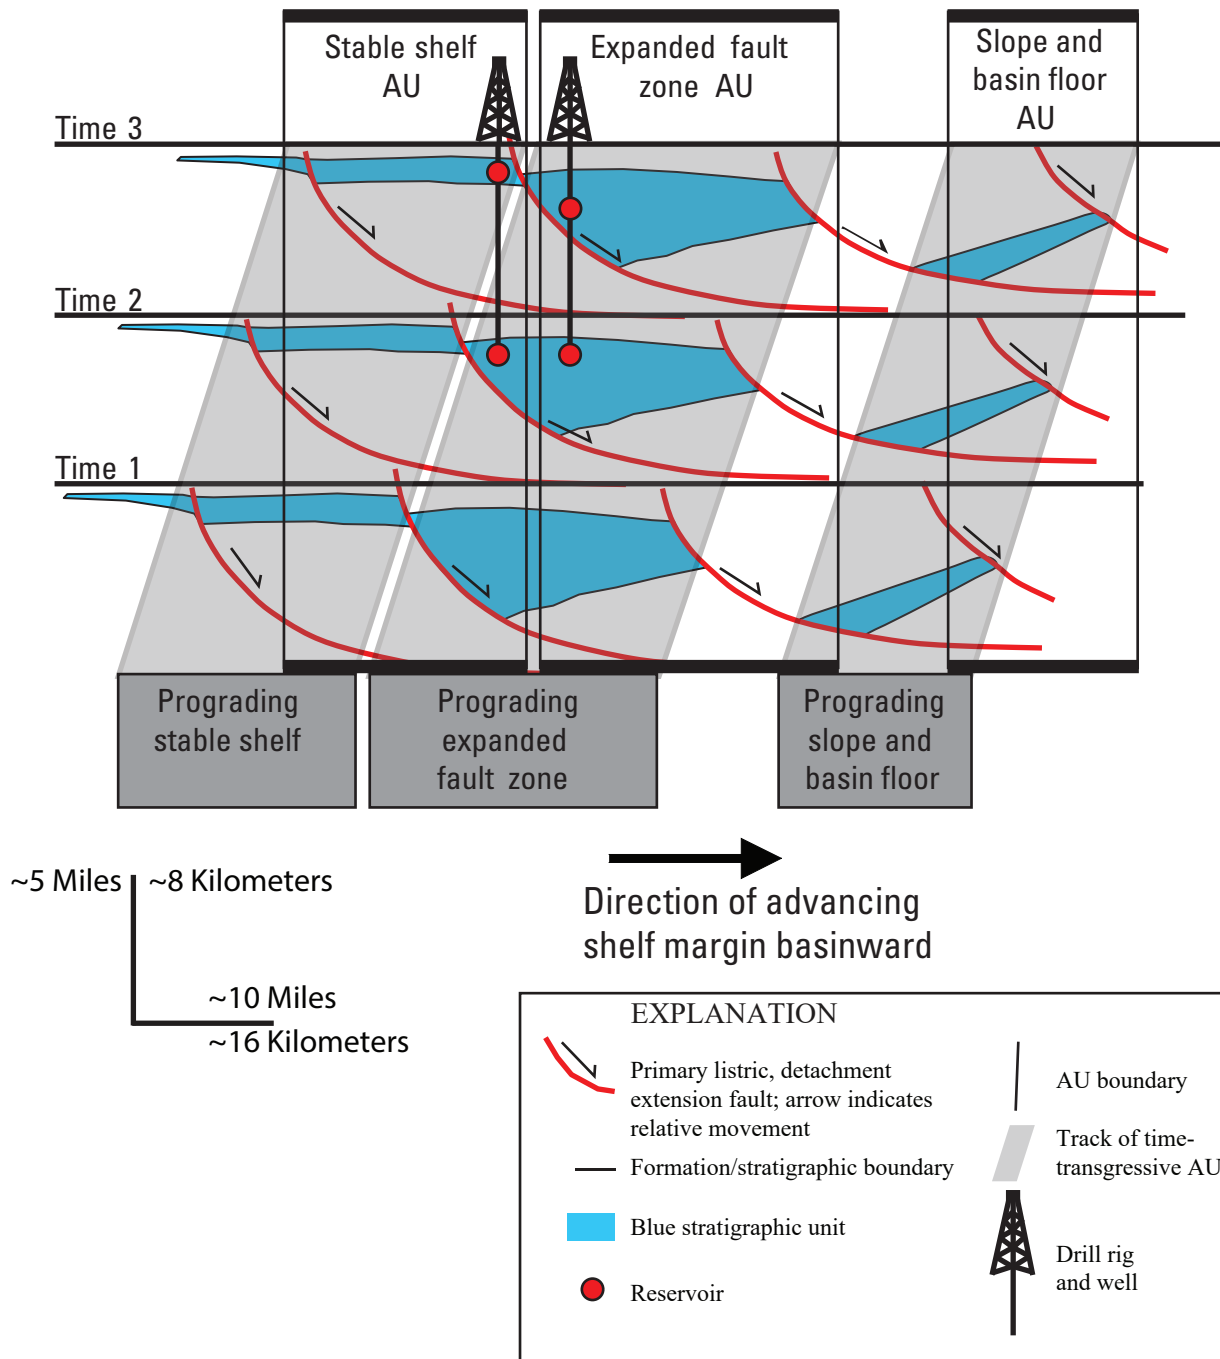 Stable shelf
AU
Expanded fault
zone AU
Slope and
basin floor
AU
Time 3
Time 2
Time 1
Prograding
stable shelf
Prograding
expanded
fault zone
Prograding
slope and
basin floor
~5 Miles
~8 Kilometers
~10 Miles
~16 Kilometers
Direction of advancing
shelf margin basinward
EXPLANATION
Primary listric, detachment
extension fault; arrow indicates
relative movement
Formation/stratigraphic boundary
Blue stratigraphic unit
Reservoir
AU boundary
Track of time-
transgressive AU
Drill rig
and well